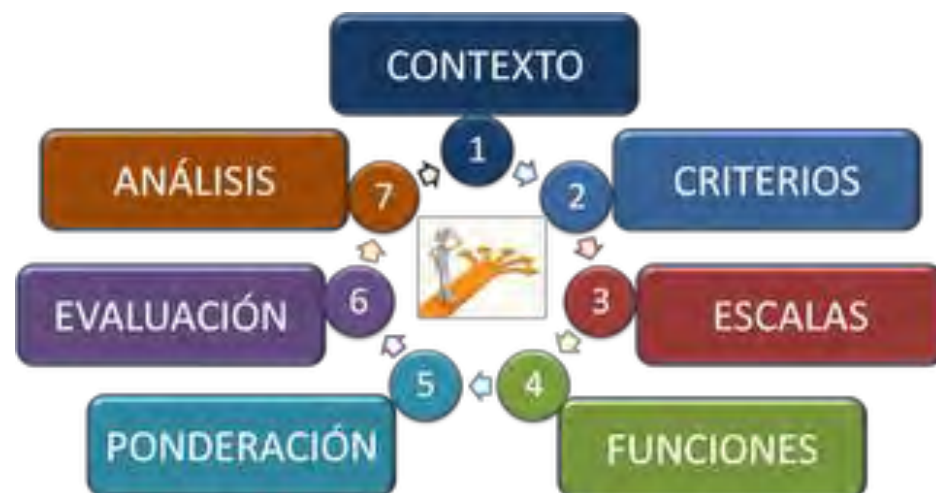 CONTEXTO
1
CRITERIOS
2
ESCALAS
3
FUNCIONES
4
PONDERACIÓN
5
EVALUACIÓN
6
ANÁLISIS
7